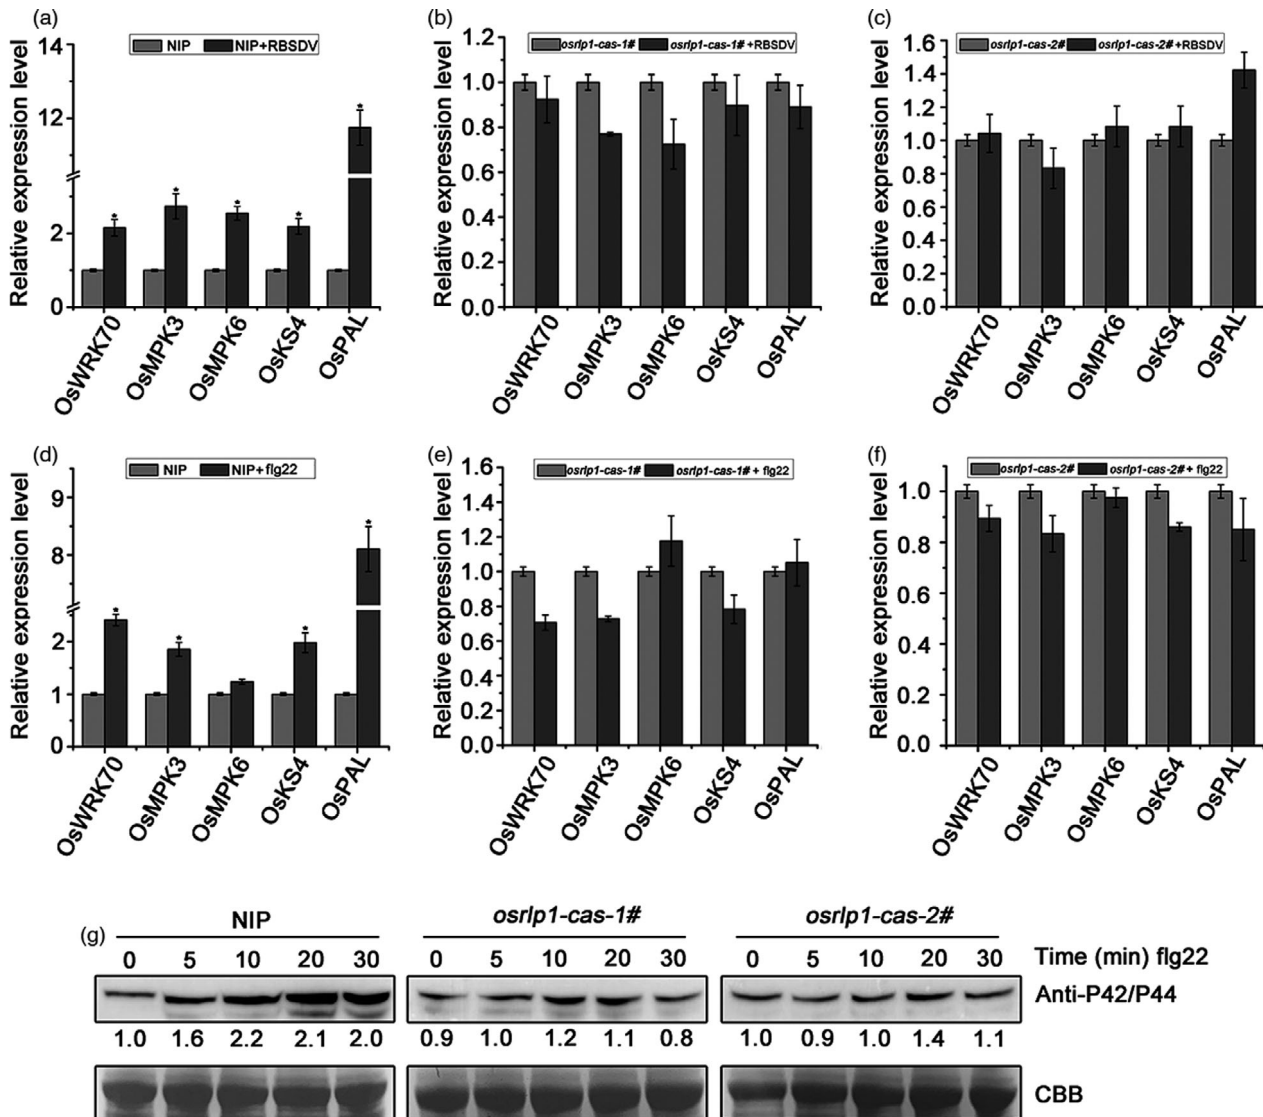 (a)
NIP NIP+RBSDV
Relative expression level
14
12
2
0
OsWRK70
OsMPK3
OsMPK6
OsKS4
OsPAL
* * * * *
(b)
osrlp1-cas-1# osrlp1-cas-1# +RBSDV
Relative expression level
1.2
1.0
0.8
0.6
0.4
0.2
0.0
OsWRK70
OsMPK3
OsMPK6
OsKS4
OsPAL
(c)
osrlp1-cas-2# osrlp1-cas-2# +RBSDV
Relative expression level
1.6
1.4
1.2
1.0
0.8
0.6
0.4
0.2
0.0
OsWRK70
OsMPK3
OsMPK6
OsKS4
OsPAL
(d)
NIP NIP+flg22
Relative expression level
9
8
2
1
0
OsWRK70
OsMPK3
OsMPK6
OsKS4
OsPAL
* * * *
(e)
osrlp1-cas-1# osrlp1-cas-1# + flg22
Relative expression level
1.6
1.4
1.2
1.0
0.8
0.6
0.4
0.2
0.0
OsWRK70
OsMPK3
OsMPK6
OsKS4
OsPAL
(f)
osrlp1-cas-2# osrlp1-cas-2# + flg22
Relative expression level
1.0
0.8
0.6
0.4
0.2
0.0
OsWRK70
OsMPK3
OsMPK6
OsKS4
OsPAL
(g)
NIP osrlp1-cas-1# osrlp1-cas-2#
0 5 10 20 30 0 5 10 20 30 0 5 10 20 30 Time (min) flg22
Anti-P42/P44
1.0 1.6 2.2 2.1 2.0 0.9 1.0 1.2 1.1 0.8 1.0 0.9 1.0 1.4 1.1
CBB